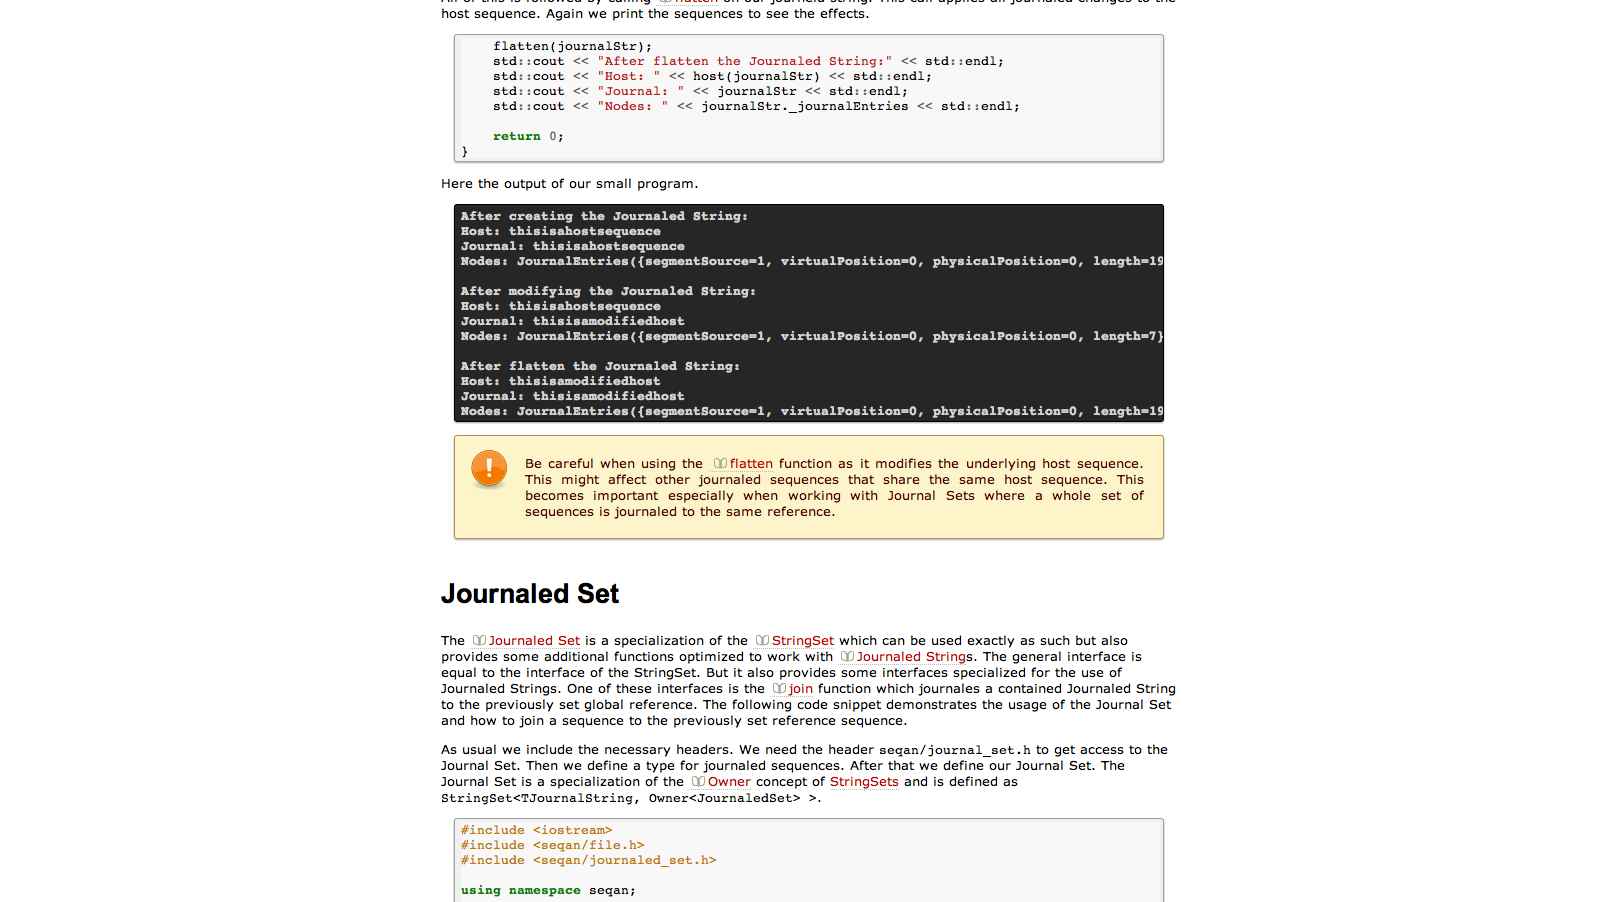 host sequence. Again we print the sequences to see the effects.
flatten(journalStr);
std::cout << "After flatten the Journaled String:" << std::endl;
std::cout << "Host: " << host(journalStr) << std::endl;
std::cout << "Journal: " << journalStr << std::endl;
std::cout << "Nodes: " << journalStr._journalEntries << std::endl;
return 0;
}
Here the output of our small program.
After creating the Journaled String:
Host: thisisahostsequence
Journal: thisisahostsequence
Nodes: JournalEntries({segmentSource=1, virtualPosition=0, physicalPosition=0, length=19
After modifying the Journaled String:
Host: thisisahostsequence
Journal: thisisamodifiedhost
Nodes: JournalEntries({segmentSource=1, virtualPosition=0, physicalPosition=0, length=7}
After flatten the Journaled String:
Host: thisisamodifiedhost
Journal: thisisamodifiedhost
Nodes: JournalEntries({segmentSource=1, virtualPosition=0, physicalPosition=0, length=19
Be careful when using the flatten function as it modifies the underlying host sequence.
This might affect other journaled sequences that share the same host sequence. This
becomes important especially when working with Journal Sets where a whole set of
sequences is journaled to the same reference.
Journaled Set
The Journaled Set is a specialization of the StringSet which can be used exactly as such but also
provides some additional functions optimized to work with Journaled Strings. The general interface is
equal to the interface of the StringSet. But it also provides some interfaces specialized for the use of
Journaled Strings. One of these interfaces is the join function which journales a contained Journaled String
to the previously set global reference. The following code snippet demonstrates the usage of the Journal Set
and how to join a sequence to the previously set reference sequence.
As usual we include the necessary headers. We need the header seqan/journal_set.h to get access to the
Journal Set. Then we define a type for journaled sequences. After that we define our Journal Set. The
Journal Set is a specialization of the Owner concept of StringSets and is defined as
StringSet<TJournalString, Owner<JournaledSet> >.
#include <iostream>
#include <seqan/file.h>
#include <seqan/journaled_set.h>
using namespace seqan;